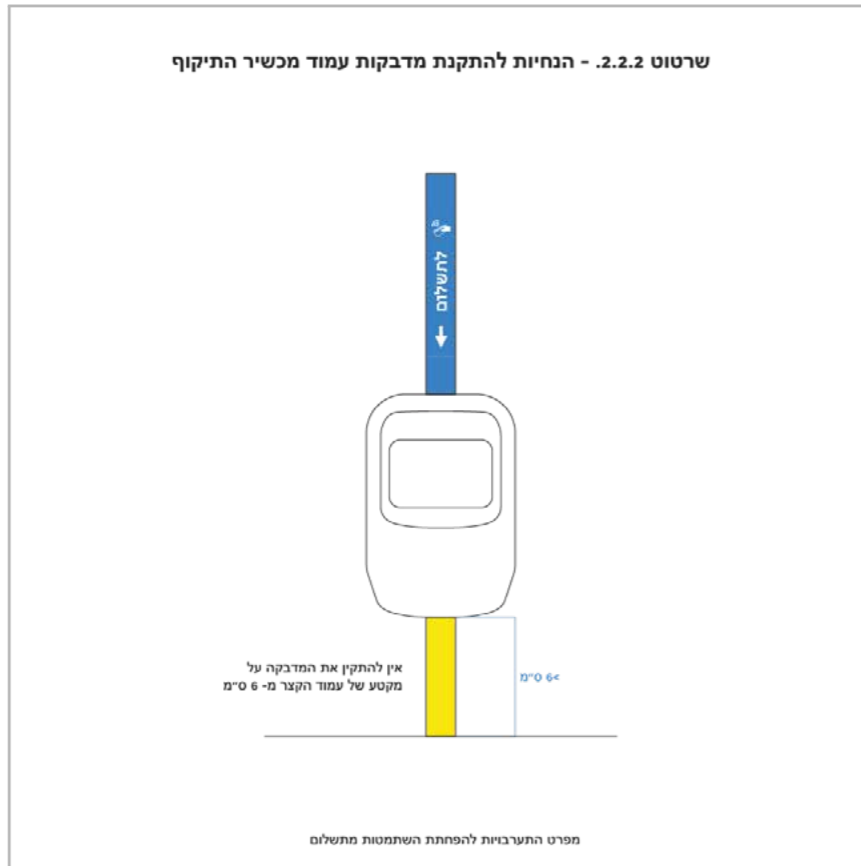 שרטוט 2.2.2. - הנחיות להתקנת מדבקות עמוד מכשיר התיקוף
לתשלום
אין להתקין את המדבקה על
מקטע של עמוד הקצר מ- 6 ס״מ
>6 ס״מ
מפרט התערבויות להפחתת השתמטות מתשלום